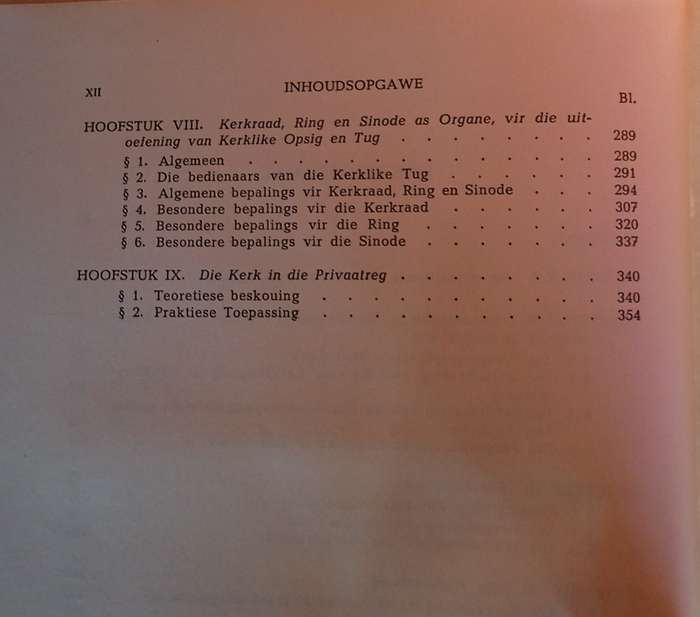 XII INHOUDSOPGAWE
Bl.
HOOFSTUK VIII. Kerkraad, Ring en Sinode as Organe, vir die uit-
oefening van Kerklike Opsig en Tug . . . . . . . . 289
§ 1. Algemeen . . . . . . . . . . . . . . 289
§ 2. Die bedienaars van die Kerklike Tug . . . . . . 291
§ 3. Algemene bepalings vir Kerkraad, Ring en Sinode . . . 294
§ 4. Besondere bepalings vir die Kerkraad . . . . . . 307
§ 5. Besondere bepalings vir die Ring . . . . . . . 320
§ 6. Besondere bepalings vir die Sinode . . . . . . . 337
HOOFSTUK IX. Die Kerk in die Privaatreg . . . . . . . . 340
§ 1. Teoretiese beskouing . . . . . . . . . . . 340
§ 2. Praktiese Toepassing . . . . . . . . . . . 354